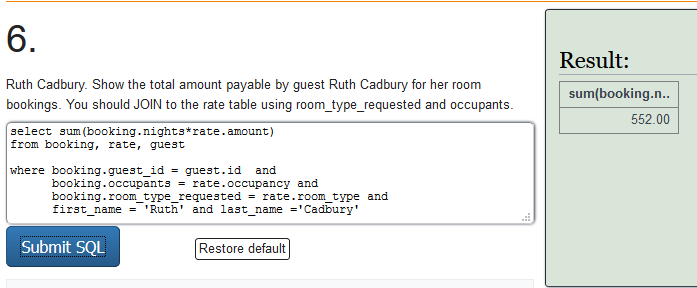 6.
Ruth Cadbury. Show the total amount payable by guest Ruth Cadbury for her room
bookings. You should JOIN to the rate table using room_type_requested and occupants.
select sum(booking.nights*rate.amount)
from booking, rate, guest
where booking.guest_id = guest.id  and
booking.occupants = rate.occupancy and
booking.room_type_requested = rate.room_type and
first_name = 'Ruth' and last_name ='Cadbury'
Submit SQL
Restore default
Result:
sum(booking.n..
552.00